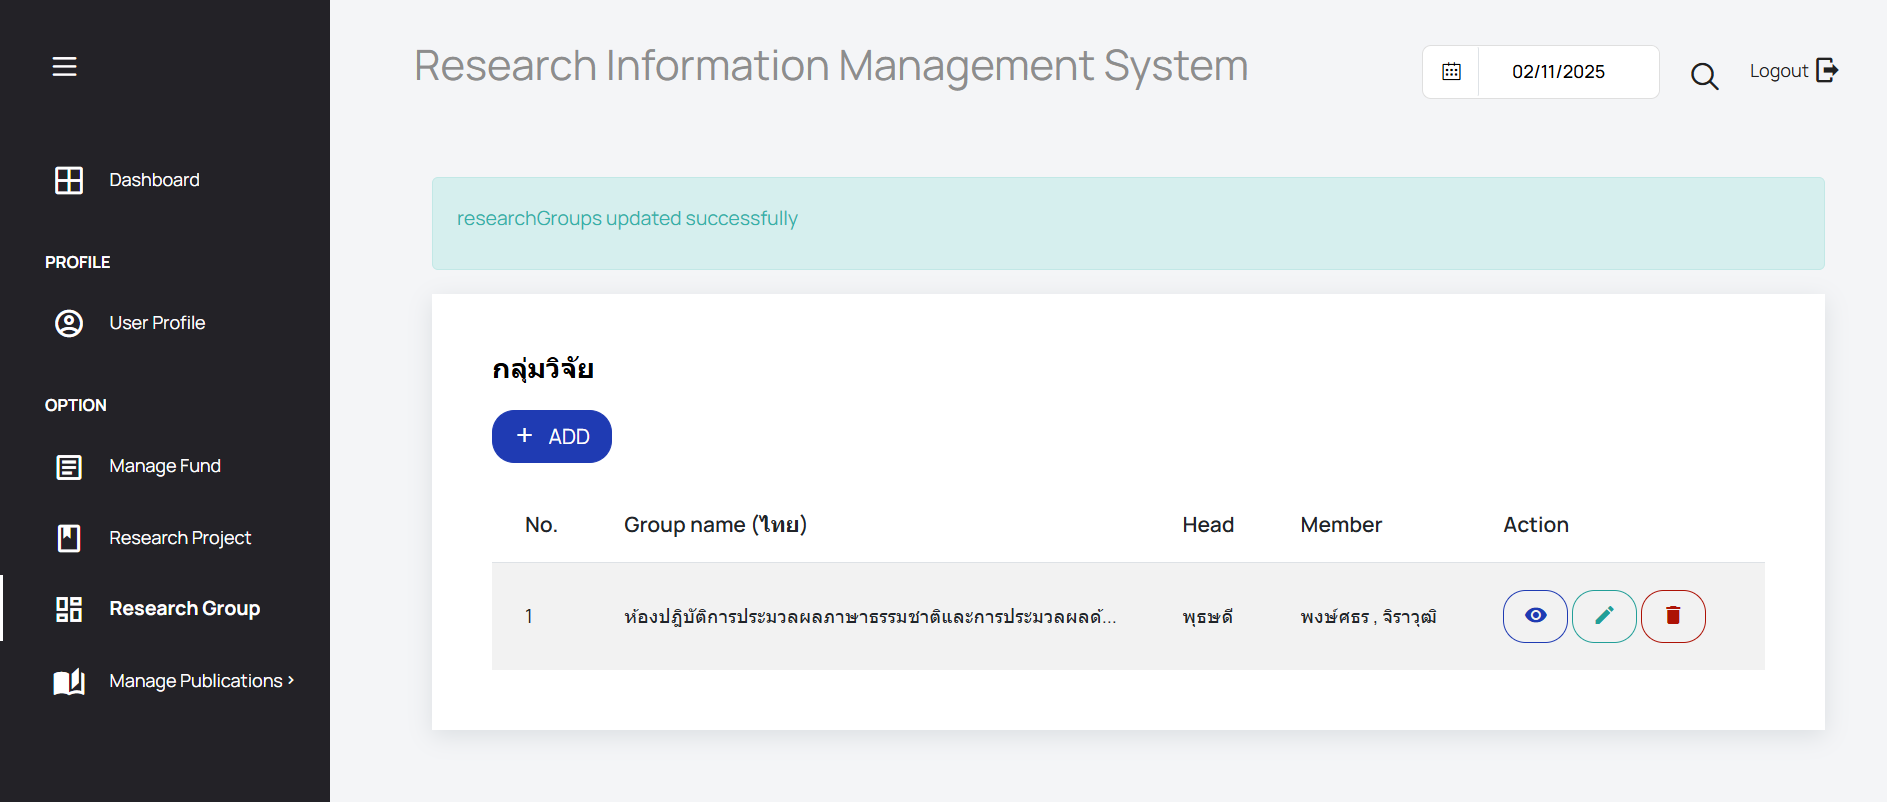 Research Information Management System
02/11/2025
Logout
Dashboard
PROFILE
User Profile
OPTION
Manage Fund
Research Project
Research Group
Manage Publications
researchGroups updated successfully
กลุ่มวิจัย
+ ADD
No. Group name (ไทย) Head Member Action
1 ห้องปฏิบัติการประมวลผลภาษาธรรมชาติและการประมวลผลด้... พุธษดี พงษ์ศธร , จิราวุฒิ